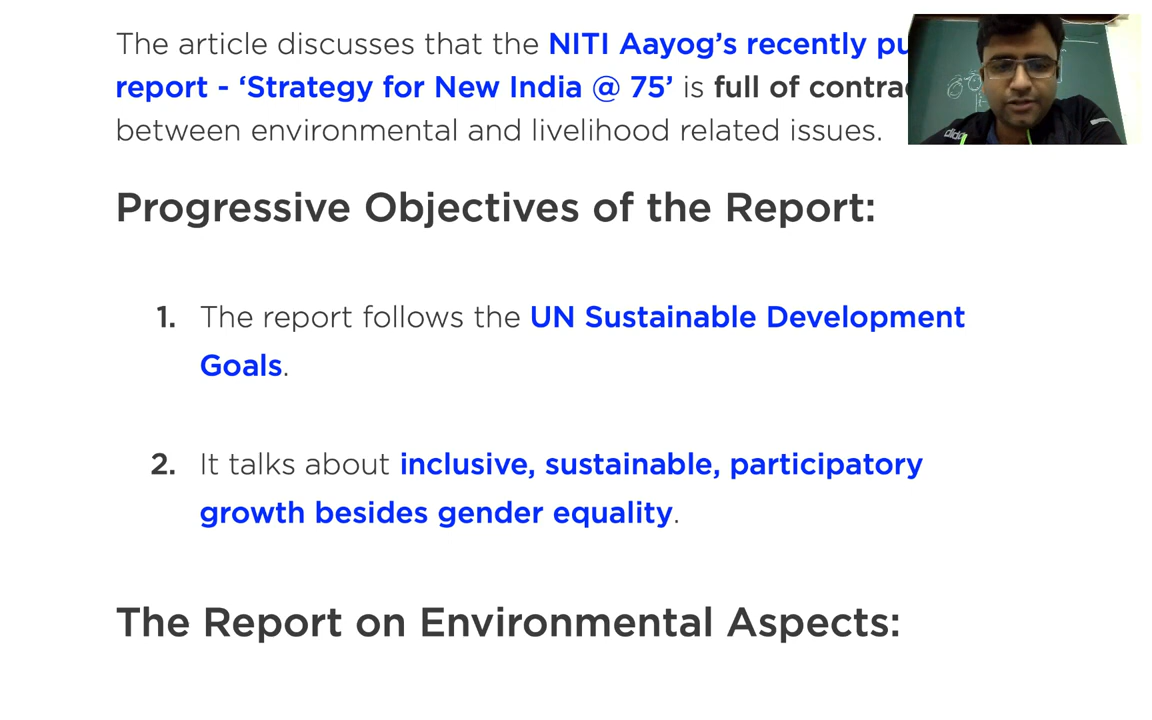 The article discusses that the NITI Aayog's recently
report - ‘Strategy for New India @ 75’ is full of
between environmental and livelihood related issues.
Progressive Objectives of the Report:
1. The report follows the UN Sustainable Development
Goals.
2. It talks about inclusive, sustainable, participatory
growth besides gender equality.
The Report on Environmental Aspects: